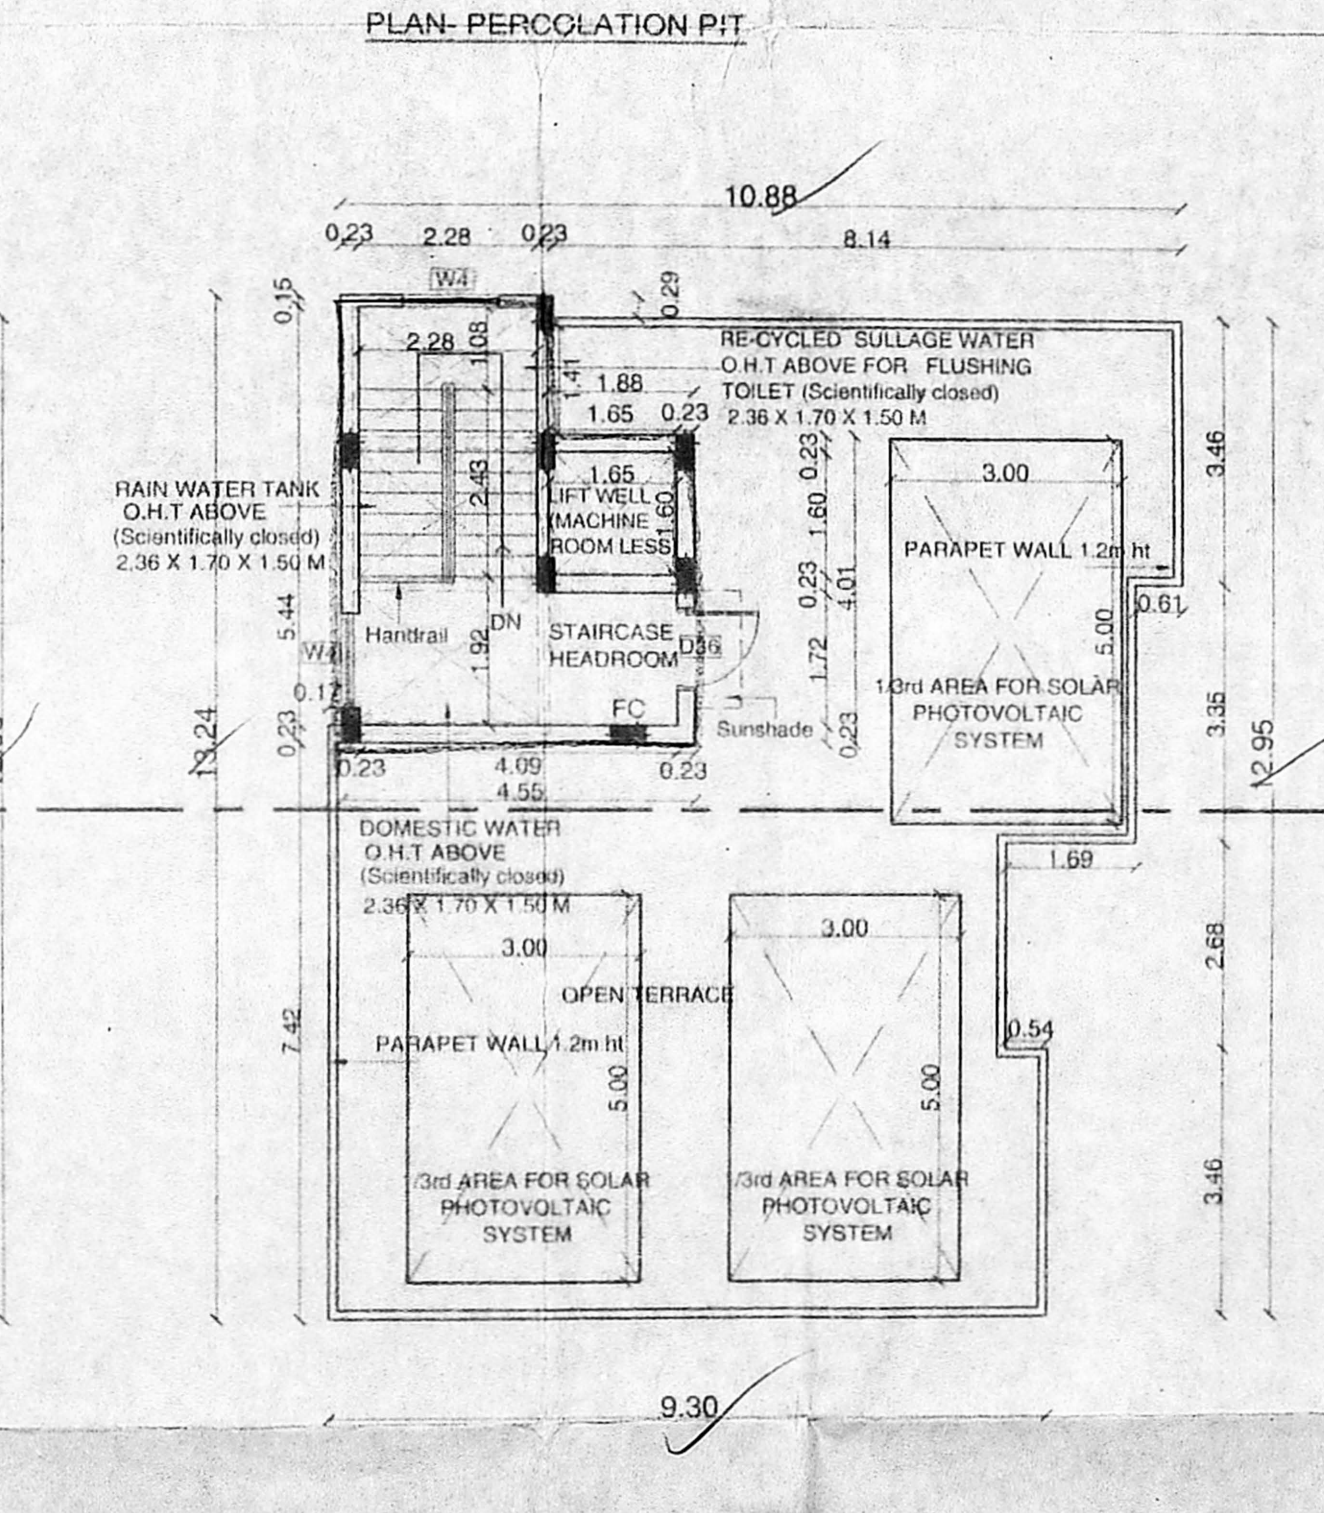 PLAN- PERCOLATION PIT
10.88
0.23 2.28 0.23 8.14
W4
0.15
0.29
2.28
1.08
1.41
1.88
1.65 0.23
RE-CYCLED SULLAGE WATER
O.H.T ABOVE FOR FLUSHING
TOILET (Scientifically closed)
2.36 X 1.70 X 1.50 M
RAIN WATER TANK
O.H.T ABOVE
(Scientifically closed)
2.36 X 1.70 X 1.50 M
2.43
1.65
LIFT WELL
(MACHINE
ROOM LESS
1.60
0.23
1.60
0.23
4.01
1.72
0.23
3.00
PARAPET WALL 1.2m ht
5.00
1/3rd AREA FOR SOLAR
PHOTOVOLTAIC
SYSTEM
3.46
0.61
3.35
12.95
5.44
13.24
0.23
Handrail
DN
1.92
STAIRCASE
HEADROOM
D36
FC
Sunshade
0.23 4.09 0.23
4.55
DOMESTIC WATER
O.H.T ABOVE
(Scientifically closed)
2.36 X 1.70 X 1.50 M
1.69
2.68
0.54
3.46
7.42
3.00
3.00
OPEN TERRACE
PARAPET WALL 1.2m ht
5.00
5.00
1/3rd AREA FOR SOLAR
PHOTOVOLTAIC
SYSTEM
1/3rd AREA FOR SOLAR
PHOTOVOLTAIC
SYSTEM
9.30